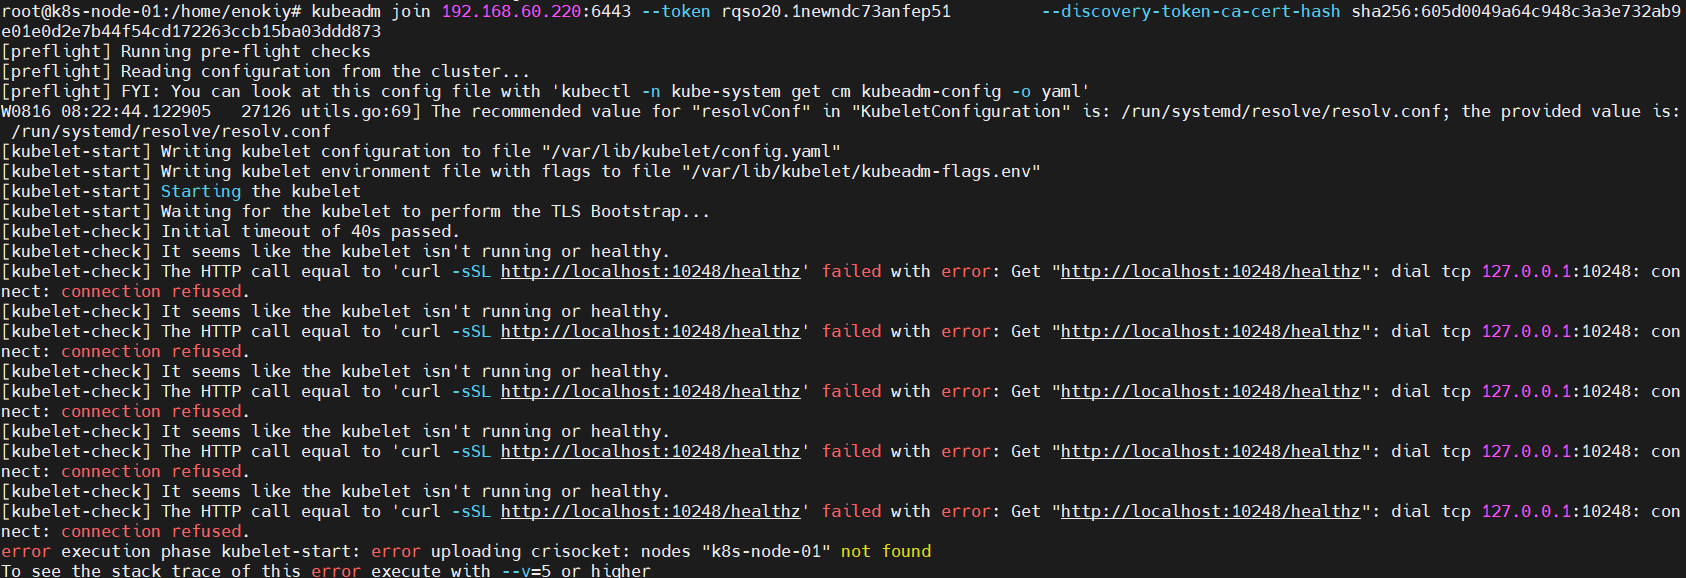 root@k8s-node-01:/home/enokiy# kubeadm join 192.168.60.220:6443 --token rqso20.1newndc73anfep51         --discovery-token-ca-cert-hash sha256:605d0049a64c948c3a3e732ab9
e01e0d2e7b44f54cd172263ccb15ba03ddd873
[preflight] Running pre-flight checks
[preflight] Reading configuration from the cluster...
[preflight] FYI: You can look at this config file with 'kubectl -n kube-system get cm kubeadm-config -o yaml'
W0816 08:22:44.122905   27126 utils.go:69] The recommended value for "resolvConf" in "KubeletConfiguration" is: /run/systemd/resolve/resolv.conf; the provided value is:
 /run/systemd/resolve/resolv.conf
[kubelet-start] Writing kubelet configuration to file "/var/lib/kubelet/config.yaml"
[kubelet-start] Writing kubelet environment file with flags to file "/var/lib/kubelet/kubeadm-flags.env"
[kubelet-start] Starting the kubelet
[kubelet-start] Waiting for the kubelet to perform the TLS Bootstrap...
[kubelet-check] Initial timeout of 40s passed.
[kubelet-check] It seems like the kubelet isn't running or healthy.
[kubelet-check] The HTTP call equal to 'curl -sSL http://localhost:10248/healthz' failed with error: Get "http://localhost:10248/healthz": dial tcp 127.0.0.1:10248: con
nect: connection refused.
[kubelet-check] It seems like the kubelet isn't running or healthy.
[kubelet-check] The HTTP call equal to 'curl -sSL http://localhost:10248/healthz' failed with error: Get "http://localhost:10248/healthz": dial tcp 127.0.0.1:10248: con
nect: connection refused.
[kubelet-check] It seems like the kubelet isn't running or healthy.
[kubelet-check] The HTTP call equal to 'curl -sSL http://localhost:10248/healthz' failed with error: Get "http://localhost:10248/healthz": dial tcp 127.0.0.1:10248: con
nect: connection refused.
[kubelet-check] It seems like the kubelet isn't running or healthy.
[kubelet-check] The HTTP call equal to 'curl -sSL http://localhost:10248/healthz' failed with error: Get "http://localhost:10248/healthz": dial tcp 127.0.0.1:10248: con
nect: connection refused.
[kubelet-check] It seems like the kubelet isn't running or healthy.
[kubelet-check] The HTTP call equal to 'curl -sSL http://localhost:10248/healthz' failed with error: Get "http://localhost:10248/healthz": dial tcp 127.0.0.1:10248: con
nect: connection refused.
error execution phase kubelet-start: error uploading crisocket: nodes "k8s-node-01" not found
To see the stack trace of this error execute with --v=5 or higher